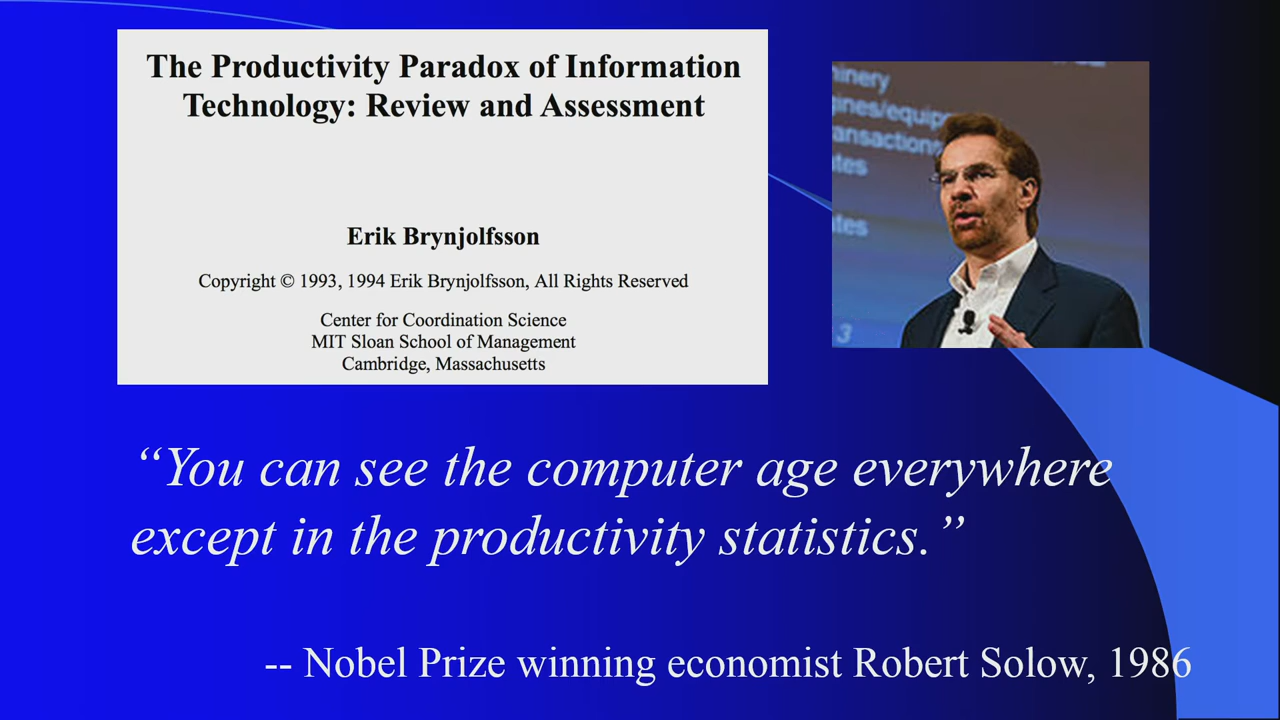 The Productivity Paradox of Information
Technology: Review and Assessment
Erik Brynjolfsson
Copyright © 1993, 1994 Erik Brynjolfsson, All Rights Reserved
Center for Coordination Science
MIT Sloan School of Management
Cambridge, Massachusetts
3
“You can see the computer age everywhere
except in the productivity statistics.”
-- Nobel Prize winning economist Robert Solow, 1986